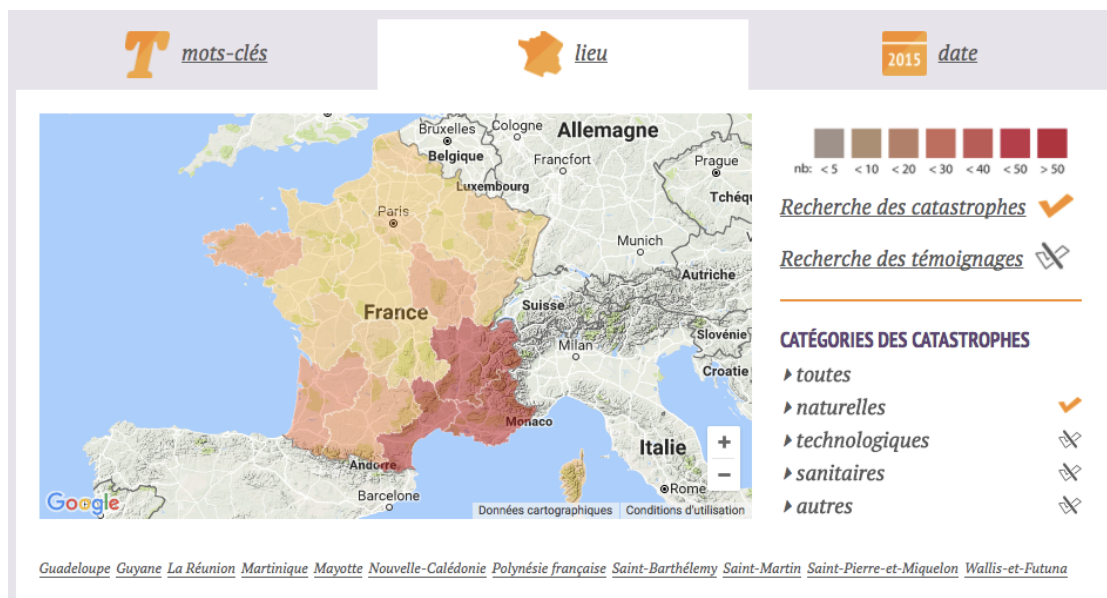 mots-clés
lieu
2015
date
Bruxelles
Cologne
Allemagne
Belgique
Francfort
Prague
Luxembourg
Tchéqu
Paris
Munich
Autriche
France
Suisse
Slovénie
Milan
Croatie
Monaco
Italie
Andorre
Barcelone
Rome
Google
Données cartographiques
Conditions d'utilisation
+
−
nb: < 5 < 10 < 20 < 30 < 40 < 50 > 50
Recherche des catastrophes
Recherche des témoignages
CATÉGORIES DES CATASTROPHES
toutes
naturelles
technologiques
sanitaires
autres
Guadeloupe Guyane La Réunion Martinique Mayotte Nouvelle-Calédonie Polynésie française Saint-Barthélemy Saint-Martin Saint-Pierre-et-Miquelon Wallis-et-Futuna